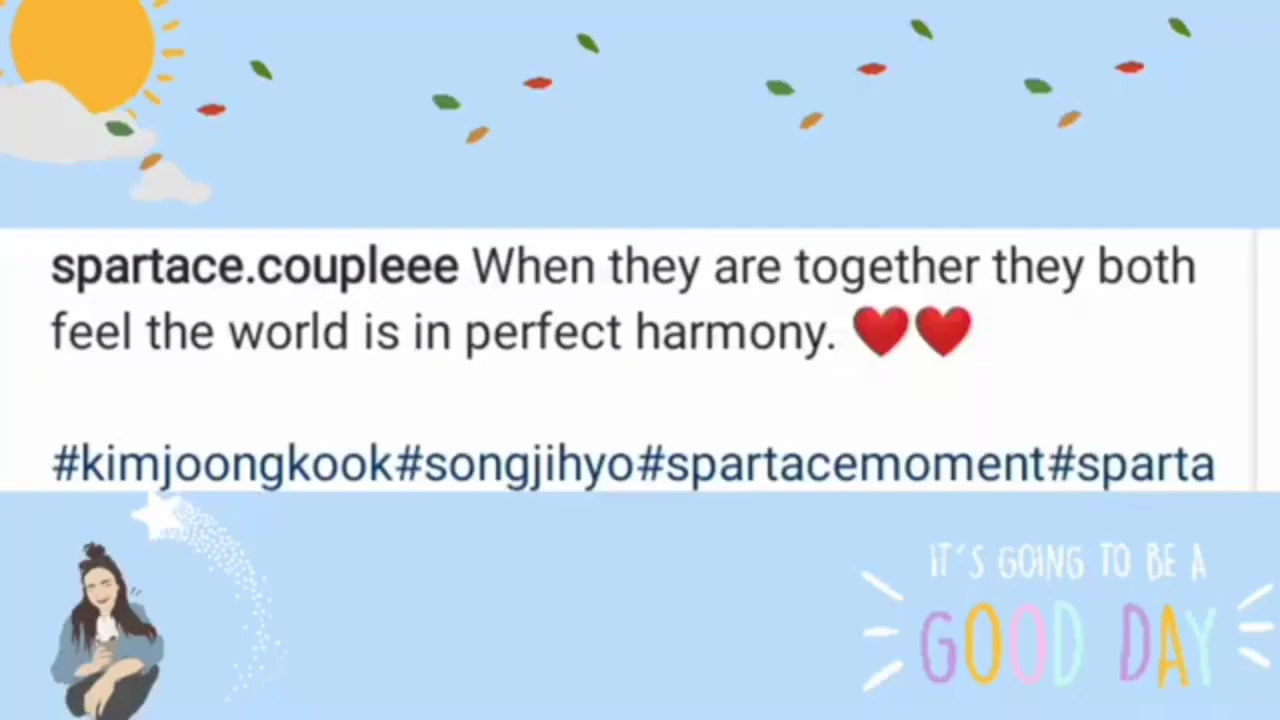 spartace.coupleee When they are together they both
feel the world is in perfect harmony. ❤️❤️
#kimjoongkook#songjihyo#spartacemoment#sparta
IT'S GOING TO BE A
GOOD DAY